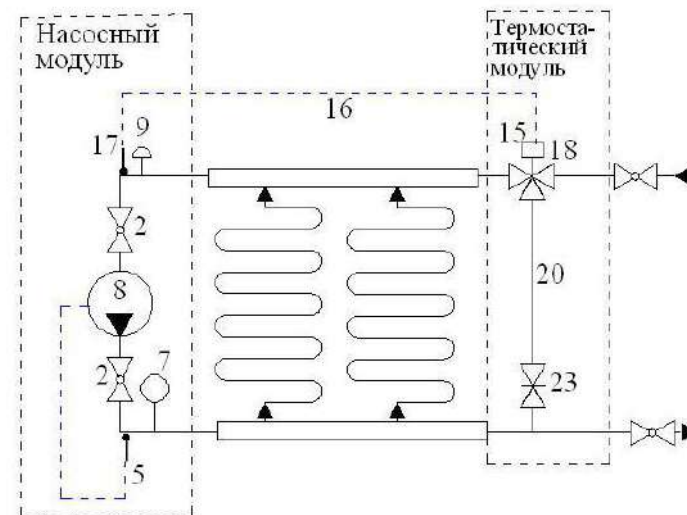 Насосный
модуль
Термоста-
тический
модуль
16
9
15
18
17
2
20
8
7
2
23
5